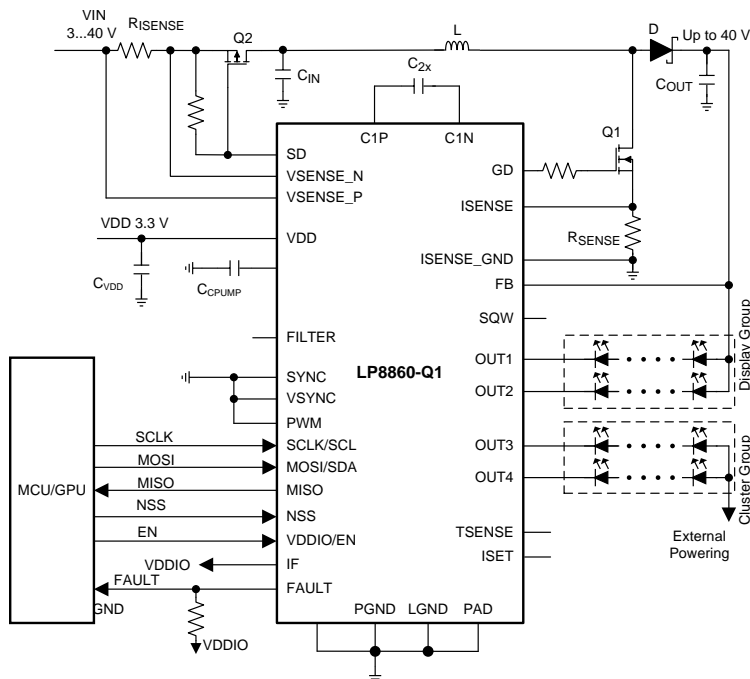 VIN
3...40 V
RISENSE
Q2
L
D
Up to 40 V
CIN
C2x
COUT
C1P
C1N
Q1
SD
VSENSE_N
VSENSE_P
GD
ISENSE
RSENSE
VDD 3.3 V
VDD
ISENSE_GND
CVDD
CCPUMP
FB
SQW
FILTER
LP8860-Q1
OUT1
OUT2
Display Group
SYNC
VSYNC
PWM
MCU/GPU
SCLK
SCLK/SCL
OUT3
MOSI
MOSI/SDA
MISO
MISO
OUT4
Cluster Group
NSS
NSS
EN
VDDIO/EN
TSENSE
External
Powering
VDDIO
IF
ISET
FAULT
FAULT
GND
VDDIO
PGND
LGND
PAD